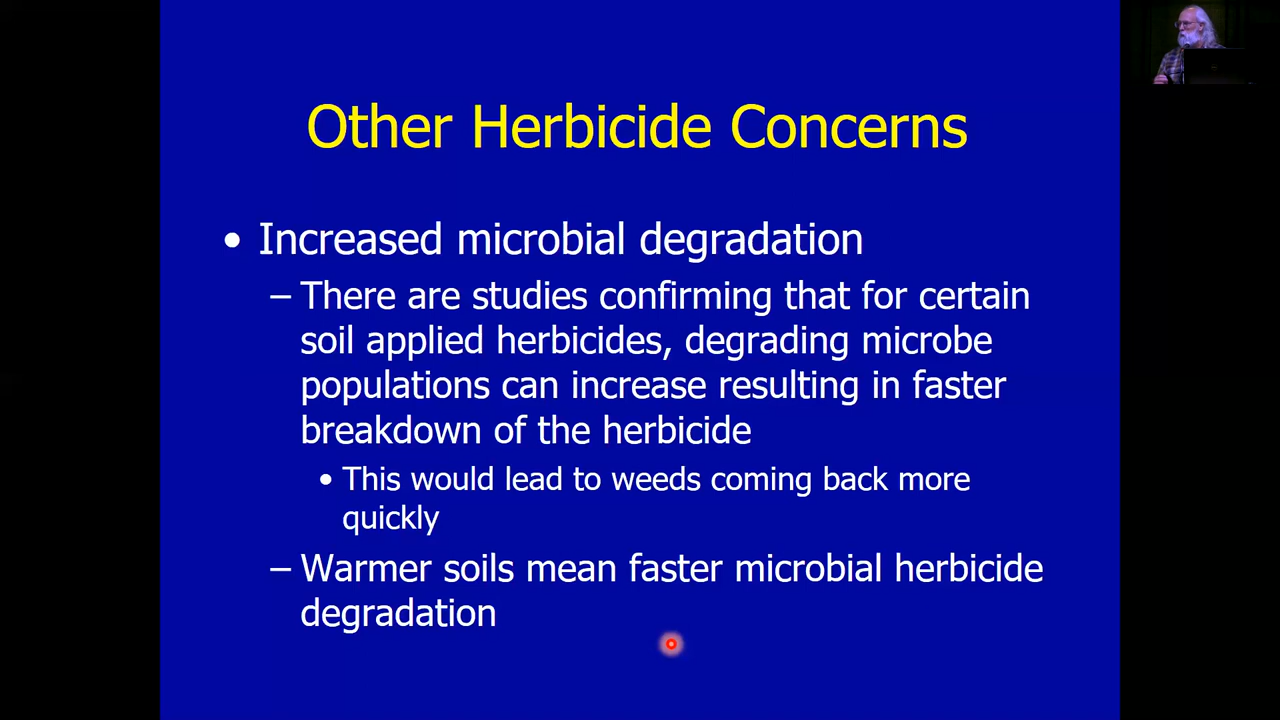 Other Herbicide Concerns
• Increased microbial degradation
– There are studies confirming that for certain
soil applied herbicides, degrading microbe
populations can increase resulting in faster
breakdown of the herbicide
• This would lead to weeds coming back more
quickly
– Warmer soils mean faster microbial herbicide
degradation